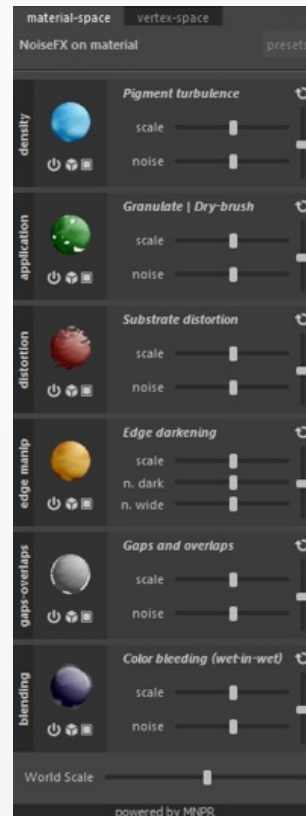 material-space vertex-space
NoiseFX on material presets
density
Pigment turbulence
scale
noise
application
Granulate | Dry-brush
scale
noise
distortion
Substrate distortion
scale
noise
edge manip
Edge darkening
scale
n. dark
n. wide
gaps-overlaps
Gaps and overlaps
scale
noise
blending
Color bleeding (wet-in-wet)
scale
noise
World Scale
powered by MNPR